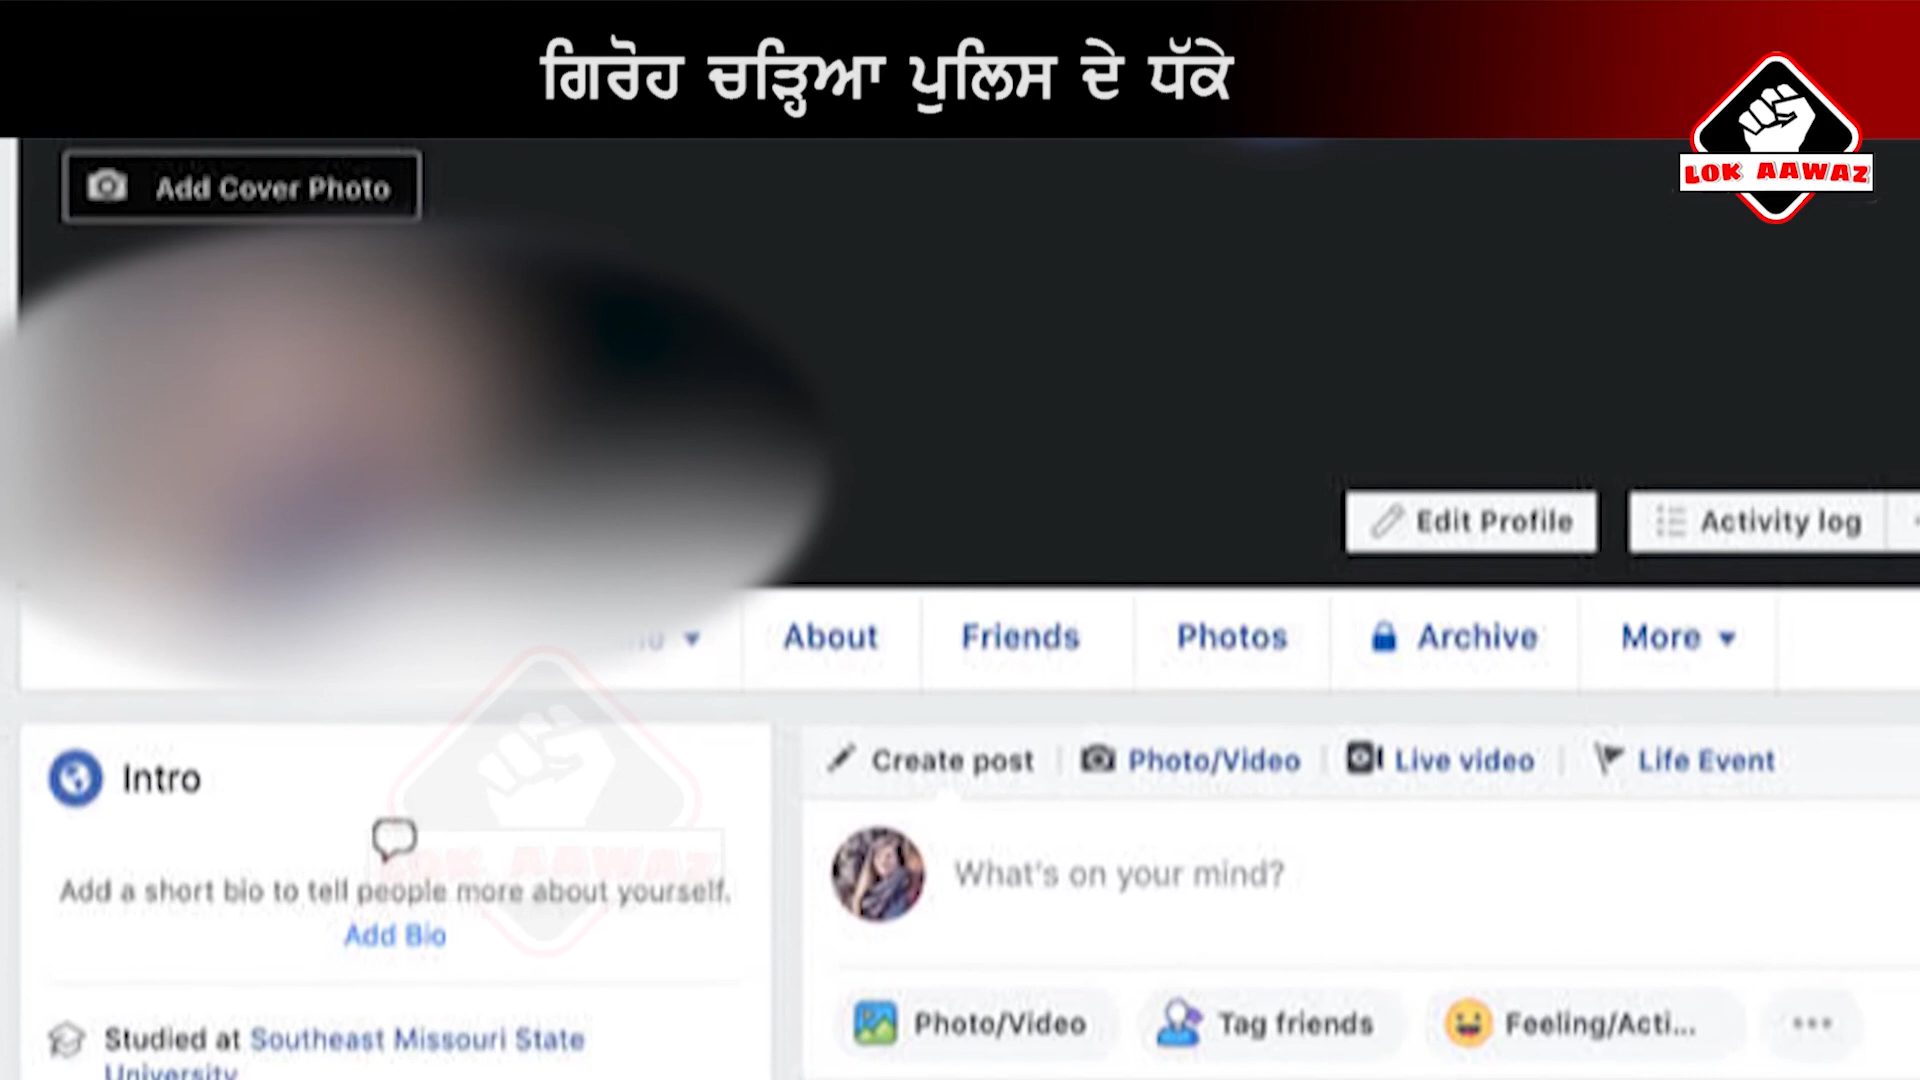 ਗਿਰੋਹ ਚੜ੍ਹਿਆ ਪੁਲਿਸ ਦੇ ਧੱਕੇ
LOK AAWAZ
Add Cover Photo
Edit Profile
Activity log
About
Friends
Photos
Archive
More
Create post
Photo/Video
Live video
Life Event
Intro
LOK AAWAZ
What's on your mind?
Add a short bio to tell people more about yourself.
Add Bio
Photo/Video
Tag friends
Feeling/Acti...
Studied at Southeast Missouri State
University